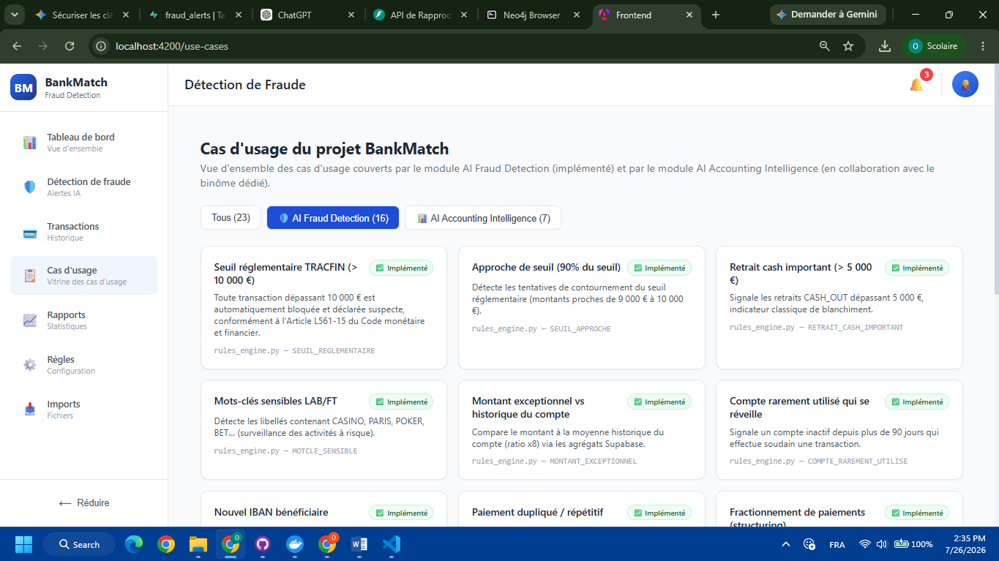 Sécuriser les clé
fraud_alerts | Ta
ChatGPT
API de Rapproc
Neo4j Browser
Frontend
Demander à Gemini
localhost:4200/use-cases
O
Scolaire
BM
BankMatch
Fraud Detection
Détection de Fraude
3
Tableau de bord
Vue d'ensemble
Détection de fraude
Alertes IA
Transactions
Historique
Cas d'usage
Vitrine des cas d'usage
Rapports
Statistiques
Règles
Configuration
Imports
Fichiers
Réduire
Cas d'usage du projet BankMatch
Vue d'ensemble des cas d'usage couverts par le module AI Fraud Detection (implémenté) et par le module AI Accounting Intelligence (en collaboration avec le
binôme dédié).
Tous (23)
AI Fraud Detection (16)
AI Accounting Intelligence (7)
Seuil réglementaire TRACFIN (>
10 000 €)
Implémenté
Toute transaction dépassant 10 000 € est
automatiquement bloquée et déclarée suspecte,
conformément à l'Article L561-15 du Code monétaire
et financier.
rules_engine.py — SEUIL_REGLEMENTAIRE
Approche de seuil (90% du seuil)
Implémenté
Détecte les tentatives de contournement du seuil
réglementaire (montants proches de 9 000 € à 10 000
€).
rules_engine.py — SEUIL_APPROCHE
Retrait cash important (> 5 000
€)
Implémenté
Signale les retraits CASH_OUT dépassant 5 000 €,
indicateur classique de blanchiment.
rules_engine.py — RETRAIT_CASH_IMPORTANT
Mots-clés sensibles LAB/FT
Implémenté
Détecte les libellés contenant CASINO, PARIS, POKER,
BET... (surveillance des activités à risque).
rules_engine.py — MOTCLE_SENSIBLE
Montant exceptionnel vs
historique du compte
Implémenté
Compare le montant à la moyenne historique du
compte (ratio x8) via les agrégats Supabase.
rules_engine.py — MONTANT_EXCEPTIONNEL
Compte rarement utilisé qui se
réveille
Implémenté
Signale un compte inactif depuis plus de 90 jours qui
effectue soudain une transaction.
rules_engine.py — COMPTE_RAREMENT_UTILISE
Nouvel IBAN bénéficiaire
Implémenté
Paiement dupliqué / répétitif
Implémenté
Fractionnement de paiements
(structuring)
Implémenté
Search
0
0
FRA
100%
2:35 PM
7/26/2026